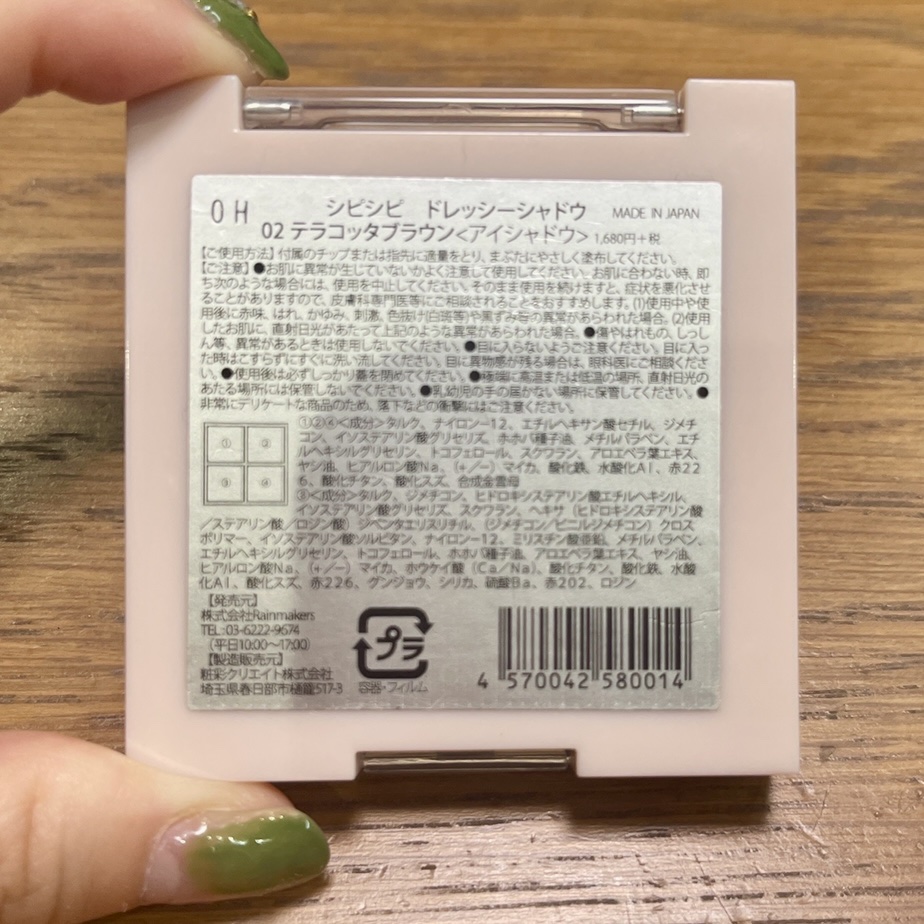 OH
シピシピ ドレッシーシャドウ MADE IN JAPAN
02 テラコッタブラウン<アイシャドウ> 1,680円+税
【ご使用方法】付属のチップまたは指先に適量をとり、まぶたにやさしく塗布してください。
【ご注意】●お肌に異常が生じていないかよく注意して使用してください。お肌に合わない時、即
ち次のような場合には、使用を中止してください。そのまま使用を続けますと、症状を悪化させ
ることがありますので、皮膚科専門医等にご相談されることをおすすめします。(1)使用中や使
用後に赤味、はれ、かゆみ、刺激、色抜け(白斑等)や黒ずみ等の異常があらわれた場合。(2)使用
したお肌に、直射日光があたって上記のような異常があらわれた場合。●傷やはれもの、しっし
ん等、異常があるときは使用しないでください。●目に入らないようご注意ください。目に入っ
た時はこすらずにすぐに洗い流してください。目に異物感が残る場合は、眼科医にご相談くださ
い。●使用後は必ずしっかり蓋を閉めてください。●極端に高温または低温の場所、直射日光の
あたる場所には保管しないでください。●乳幼児の手の届かない場所に保管してください。●
非常にデリケートな商品のため、落下などの衝撃にはご注意ください。
① ②
③ ④
①②④<成分>タルク、ナイロン-12、エチルヘキサン酸セチル、ジメチ
コン、イソステアリン酸グリセリズ、ホホバ種子油、メチルパラベン、エチ
ルヘキシルグリセリン、トコフェロール、スクワラン、アロエベラ葉エキス、
ヤシ油、ヒアルロン酸Na、(+/-) マイカ、酸化鉄、水酸化Al、赤22
6、酸化チタン、酸化スズ、合成金雲母
③<成分>タルク、ジメチコン、ヒドロキシステアリン酸エチルヘキシル、
イソステアリン酸グリセリズ、スクワラン、ヘキサ (ヒドロキシステアリン酸
/ステアリン酸/ロジン酸) ジペンタエリスリチル、(ジメチコン/ビニルジメチコン) クロス
ポリマー、イソステアリン酸ソルビタン、ナイロン-12、ミリスチン酸亜鉛、メチルパラベン、
エチルヘキシルグリセリン、トコフェロール、ホホバ種子油、アロエベラ葉エキス、ヤシ油、
ヒアルロン酸Na、(+/-) マイカ、ホウケイ酸 (Ca/Na)、酸化チタン、酸化鉄、水酸
化Al、酸化スズ、赤226、グンジョウ、シリカ、硫酸Ba、赤202、ロジン
【発売元】
株式会社Rainmakers
TEL:03-6222-9674
(平日10:00~17:00)
【製造販売元】
粧彩クリエイト株式会社
埼玉県春日部市樋籠517-3
プラ
容器・フィルム
4 570042 580014